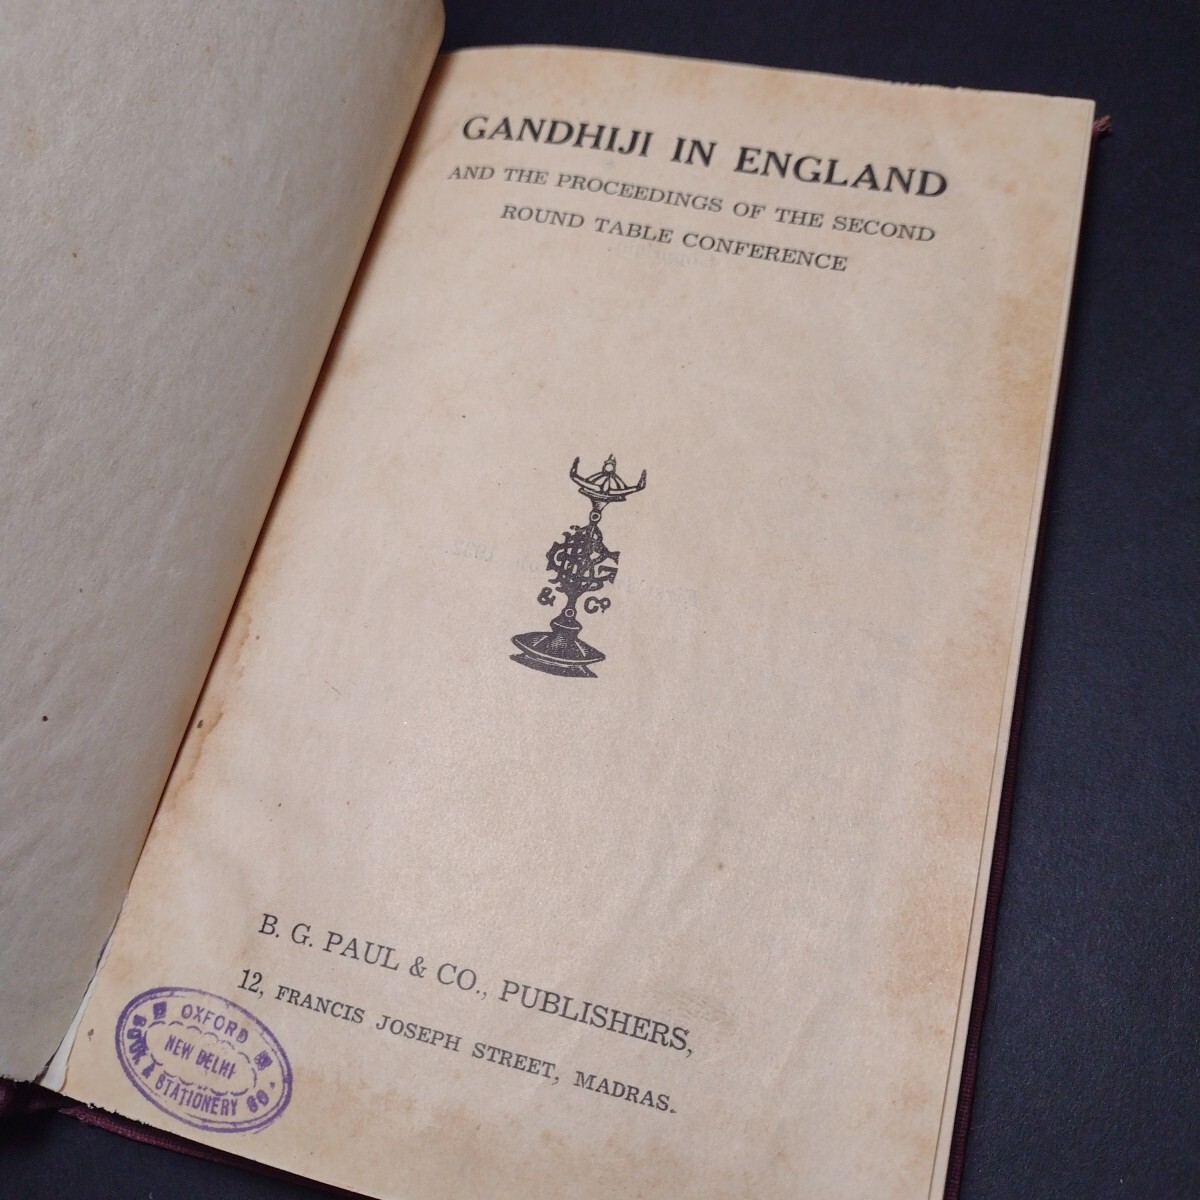 GANDHIJI IN ENGLAND
AND THE PROCEEDINGS OF THE SECOND
ROUND TABLE CONFERENCE
& Co
B. G. PAUL & CO., PUBLISHERS,
12, FRANCIS JOSEPH STREET, MADRAS.
OXFORD
BOOK & STATIONERY CO.
NEW DELHI